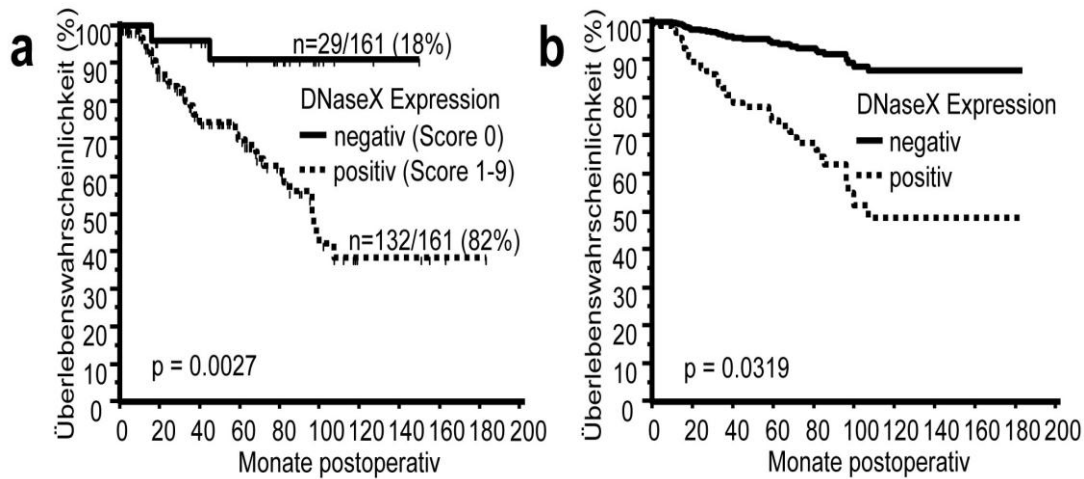 a
Überlebenswahrscheinlichkeit (%)
100
90
80
70
60
50
40
30
20
10
0
n=29/161 (18%)
DNaseX Expression
negativ (Score 0)
positiv (Score 1-9)
n=132/161 (82%)
p = 0.0027
0 20 40 60 80 100 120 140 160 180 200
Monate postoperativ
b
Überlebenswahrscheinlichkeit (%)
100
90
80
70
60
50
40
30
20
10
0
DNaseX Expression
negativ
positiv
p = 0.0319
0 20 40 60 80 100 120 140 160 180 200
Monate postoperativ